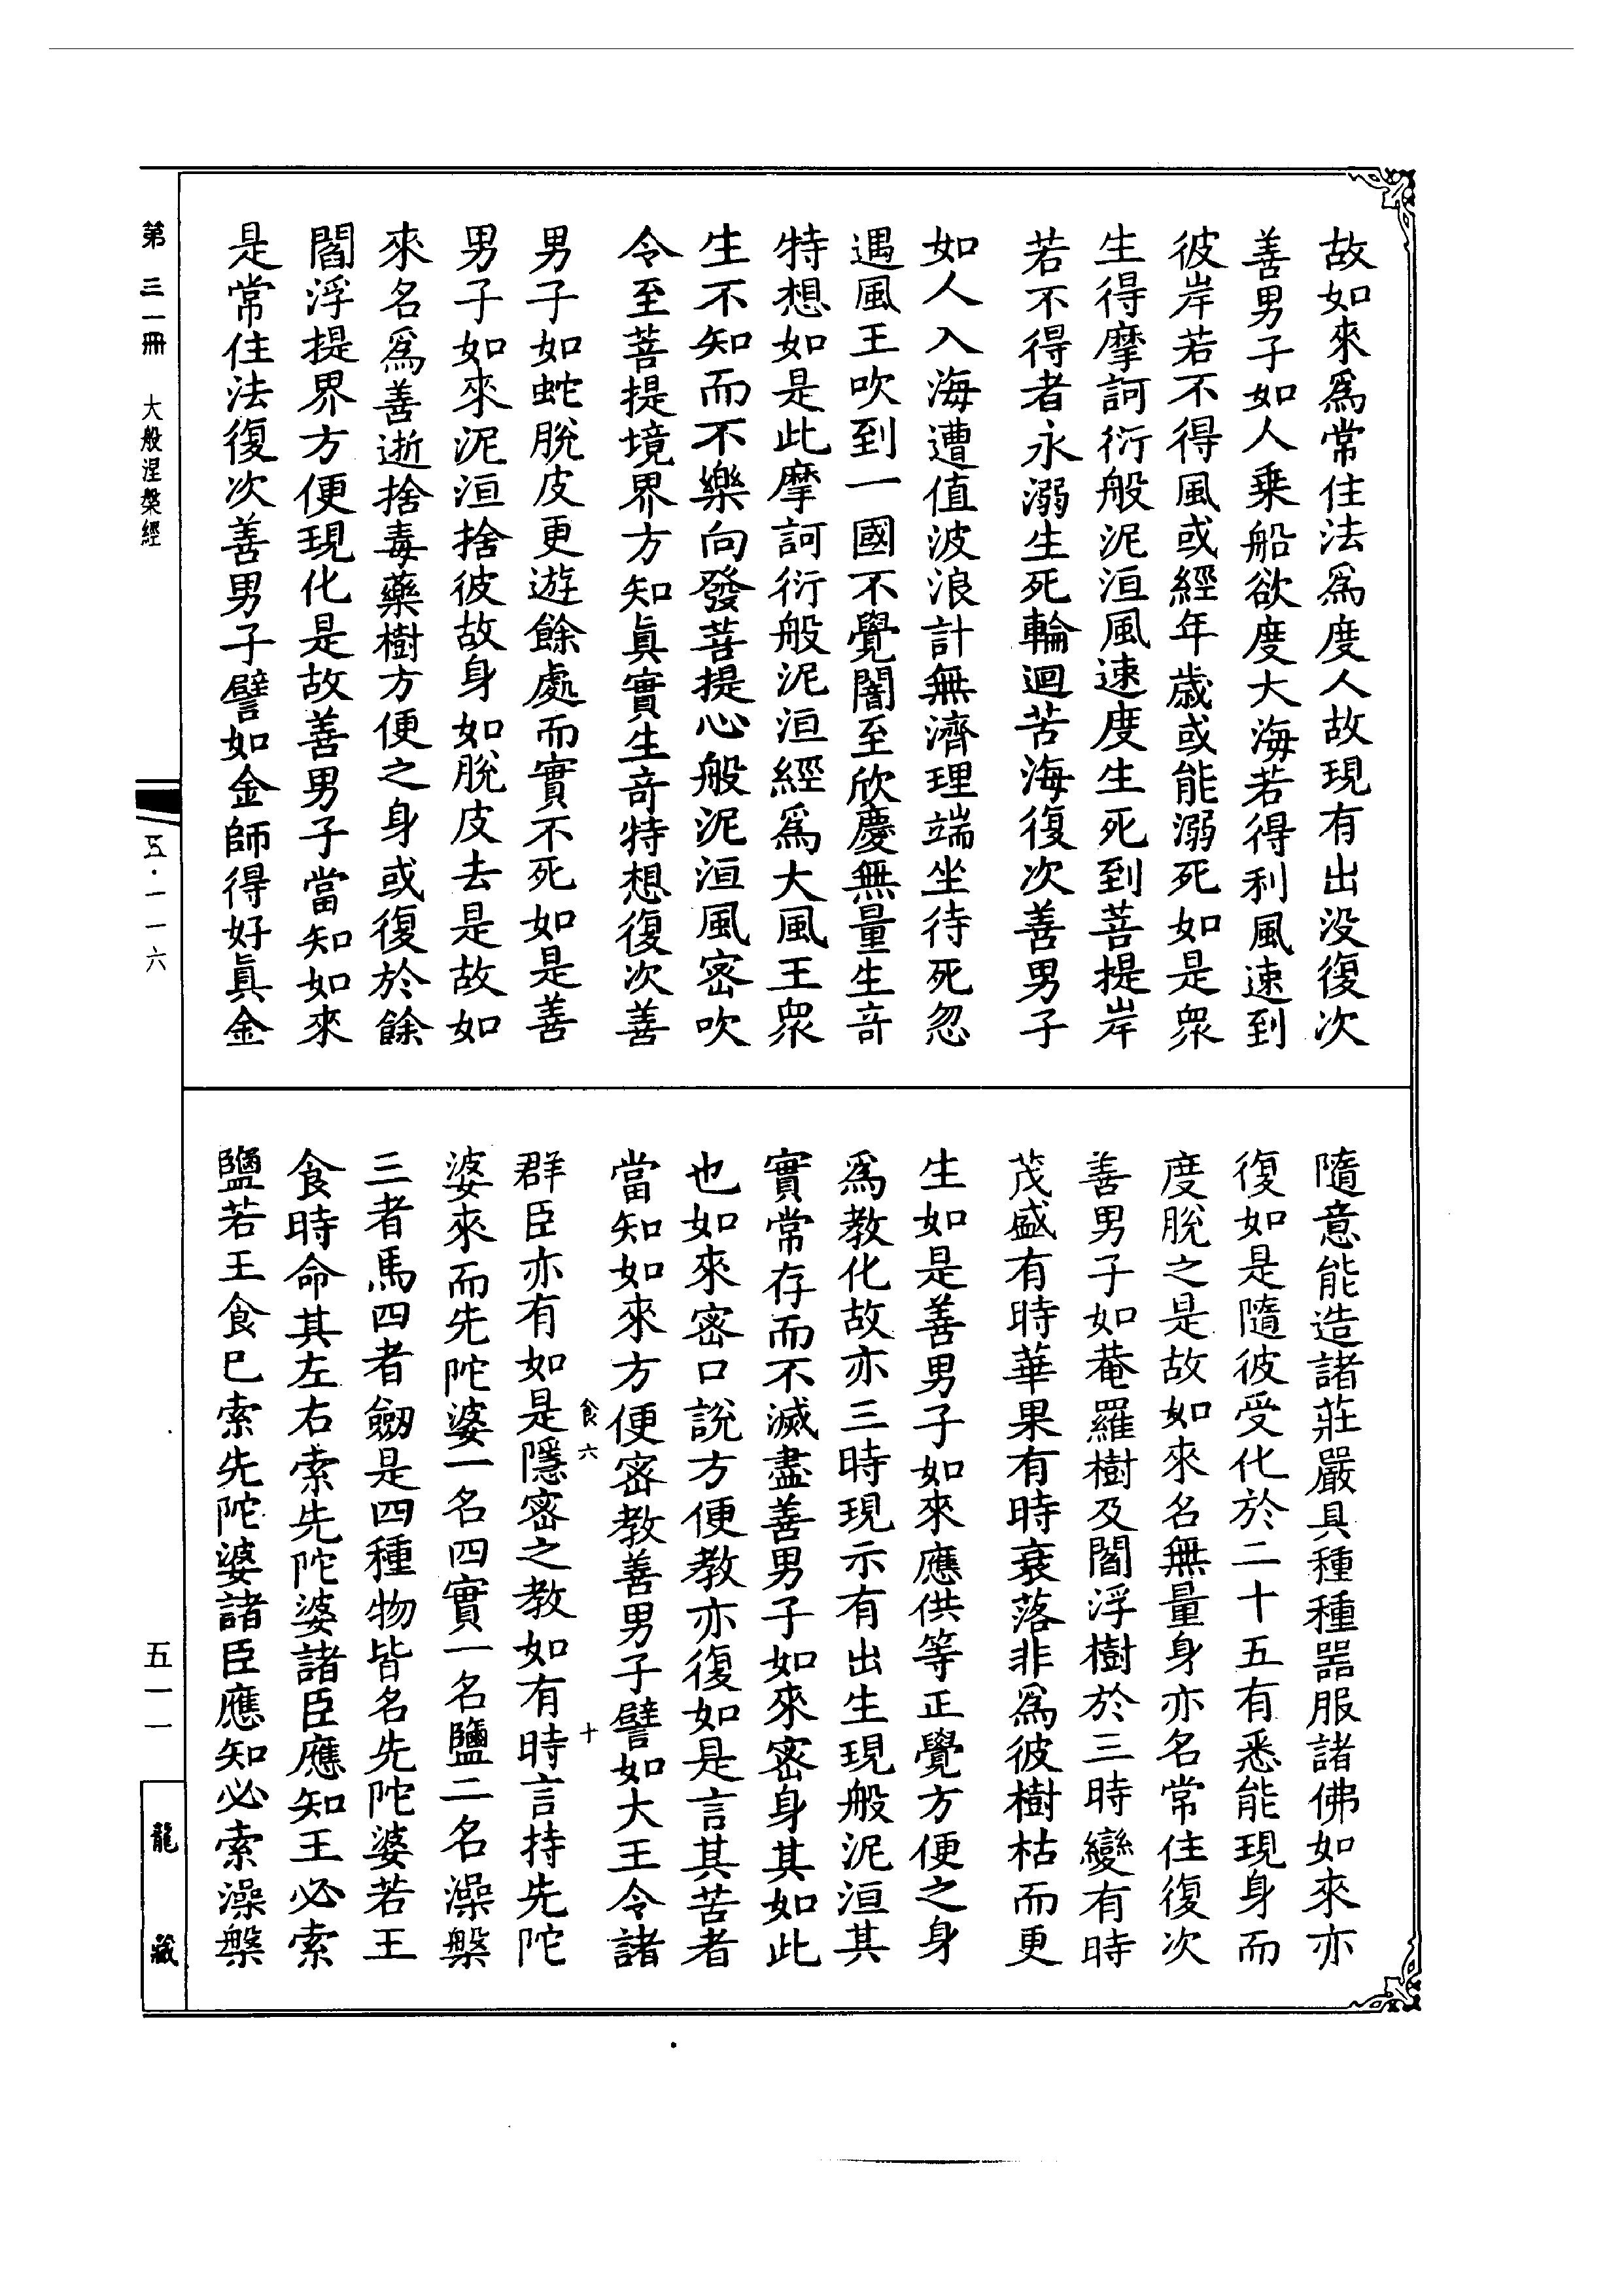 故如來爲常住法爲度人故現有出没復次
善男子如人乗船欲度大海若得利風速到
彼岸若不得風或經年歳或能溺死如是衆
生得摩訶衍般泥洹風速度生死到菩提岸
若不得者永溺生死輪迴苦海復次善男子
如人入海遭值波浪計無濟理端坐待死忽
遇風王吹到一國不覺闇至欣慶無量生竒
特想如是此摩訶衍般泥洹經爲大風王衆
生不知而不樂向發菩提心般泥洹風密吹
令至菩提境界方知眞實生竒特想復次善
男子如蛇脫皮更遊餘處而實不死如是善
男子如來泥洹捨彼故身如脫皮去是故如
來名爲善逝捨毒藥樹方便之身或復於餘
閻浮提界方便現化是故善男子當知如來
是常住法復次善男子譬如金師得好眞金
隨意能造諸莊嚴具種種噐服諸佛如來亦
復如是隨彼受化於二十五有悉能現身而
度脫之是故如來名無量身亦名常住復次
善男子如菴羅樹及閻浮樹於三時變有時
茂盛有時華果有時衰落非爲彼樹枯而更
生如是善男子如來應供等正覺方便之身
爲教化故亦三時現示有出生現般泥洹其
實常存而不滅盡善男子如來密身其如此
也如來密口說方便教亦復如是言其苦者
當知如來方便密教善男子譬如大王令諸
食六
十
群臣亦有如是隱密之教如有時言持先陀
婆來而先陀婆一名四實一名鹽二名澡槃
三者馬四者劒是四種物皆名先陀婆若王
食時命其左右索先陀婆諸臣應知王必索
鹽若王食已索先陀婆諸臣應知必索澡槃
第三一冊 大般涅槃經
五·一一六
五一一
龍藏